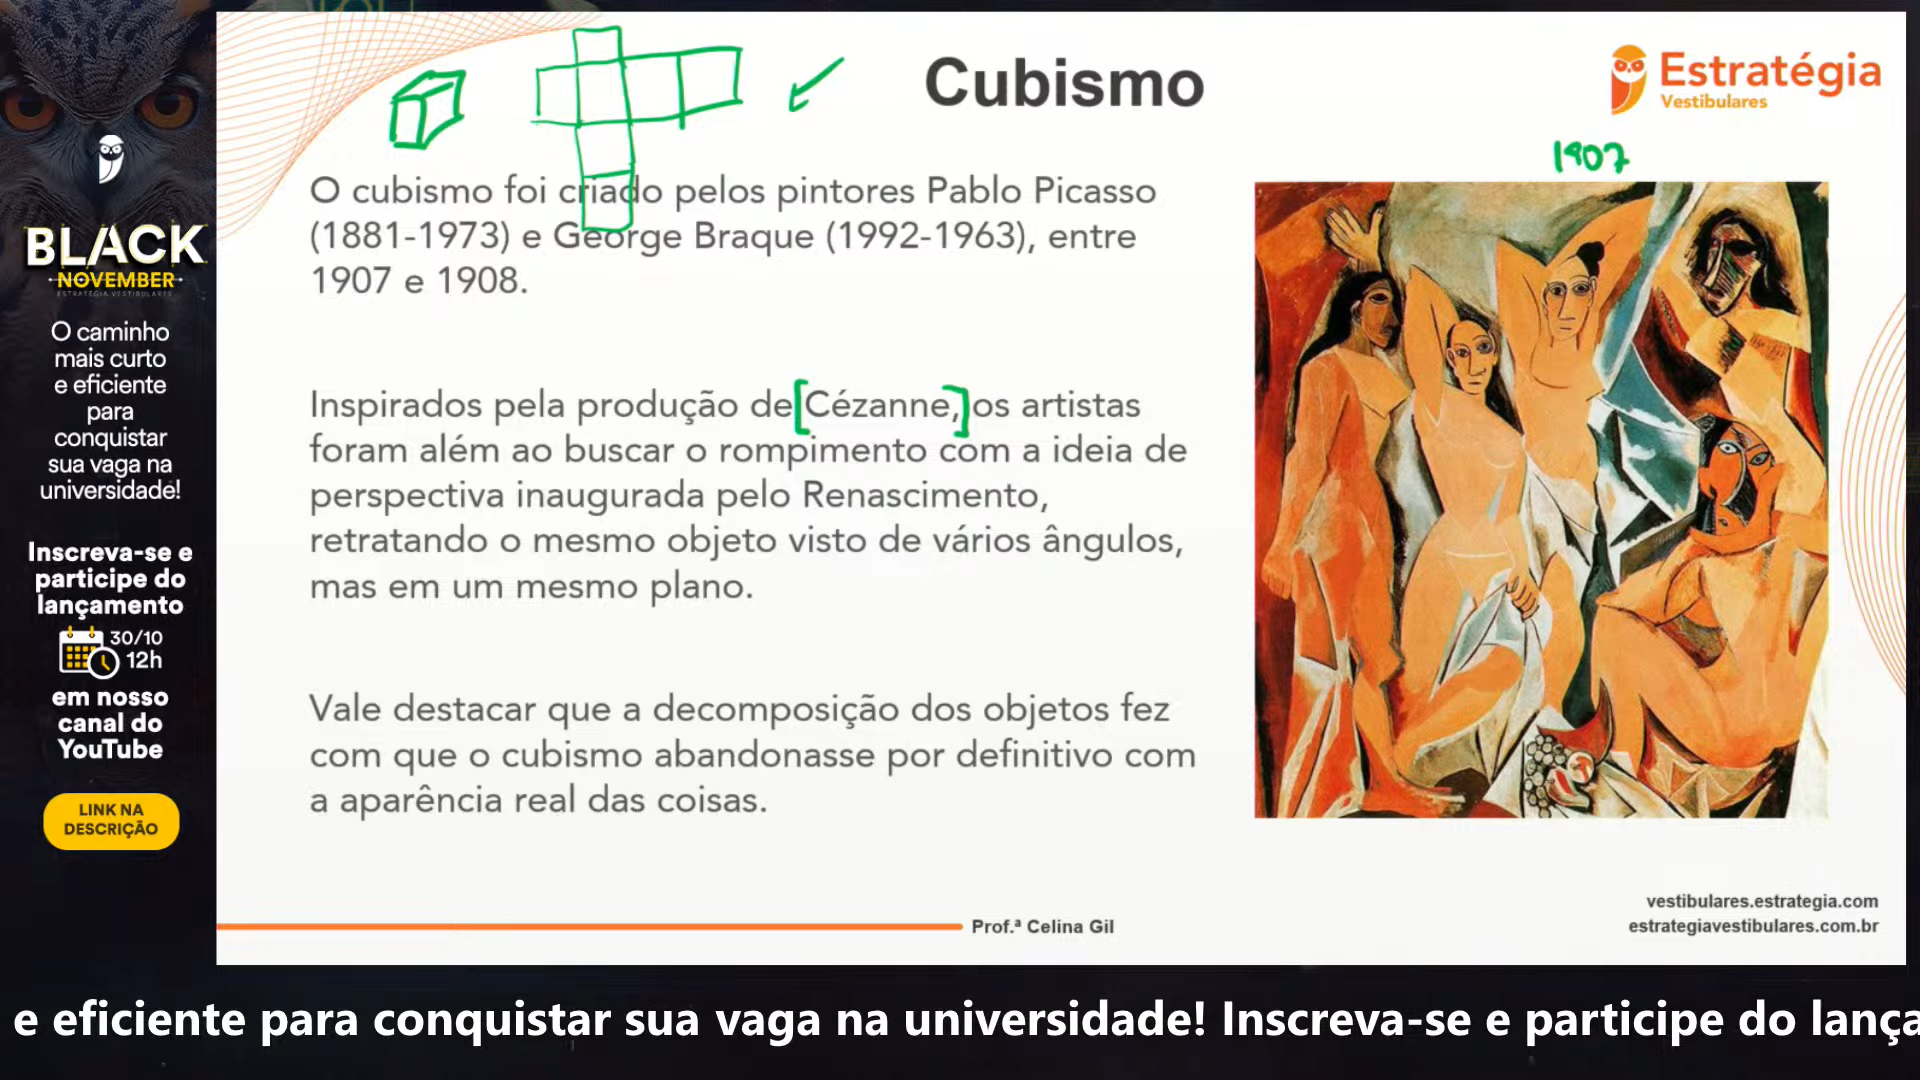 BLACK
NOVEMBER
ESTRATÉGIA VESTIBULARES
O caminho
mais curto
e eficiente
para
conquistar
sua vaga na
universidade!
Inscreva-se e
participe do
lançamento
30/10
12h
em nosso
canal do
YouTube
LINK NA
DESCRIÇÃO
Cubismo
Estratégia
Vestibulares
1907
O cubismo foi criado pelos pintores Pablo Picasso
(1881-1973) e George Braque (1992-1963), entre
1907 e 1908.
Inspirados pela produção de [Cézanne,] os artistas
foram além ao buscar o rompimento com a ideia de
perspectiva inaugurada pelo Renascimento,
retratando o mesmo objeto visto de vários ângulos,
mas em um mesmo plano.
Vale destacar que a decomposição dos objetos fez
com que o cubismo abandonasse por definitivo com
a aparência real das coisas.
Prof.ª Celina Gil
vestibulares.estrategia.com
estrategiavestibulares.com.br
e eficiente para conquistar sua vaga na universidade! Inscreva-se e participe do lança